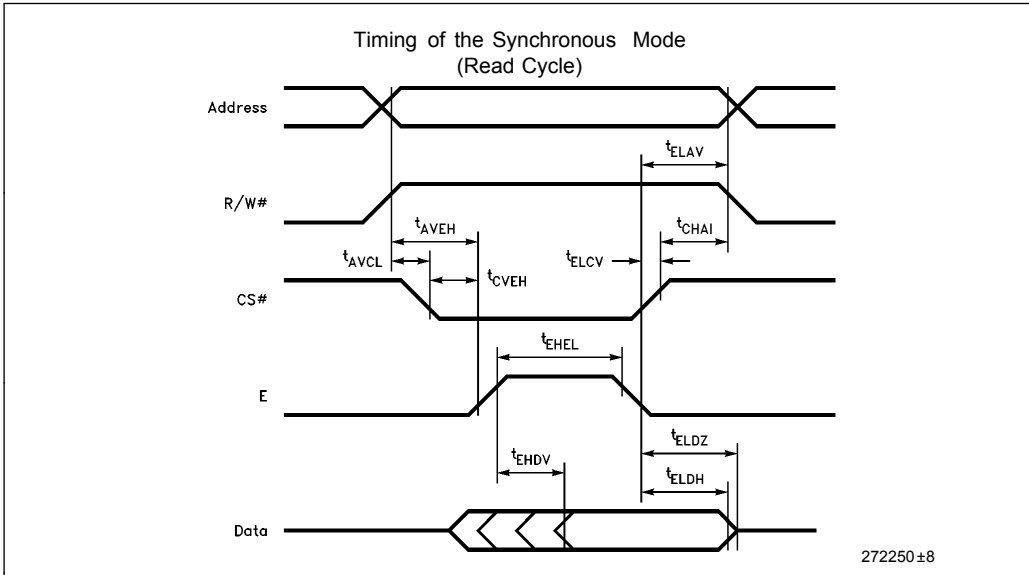 Timing of the Synchronous Mode
(Read Cycle)
Address
tELAV
R/W#
tAVEH
tCHAI
tAVCL
tELCV
tCVEH
CS#
tEHEL
E
tELDZ
tEHDV
tELDH
Data
272250±8